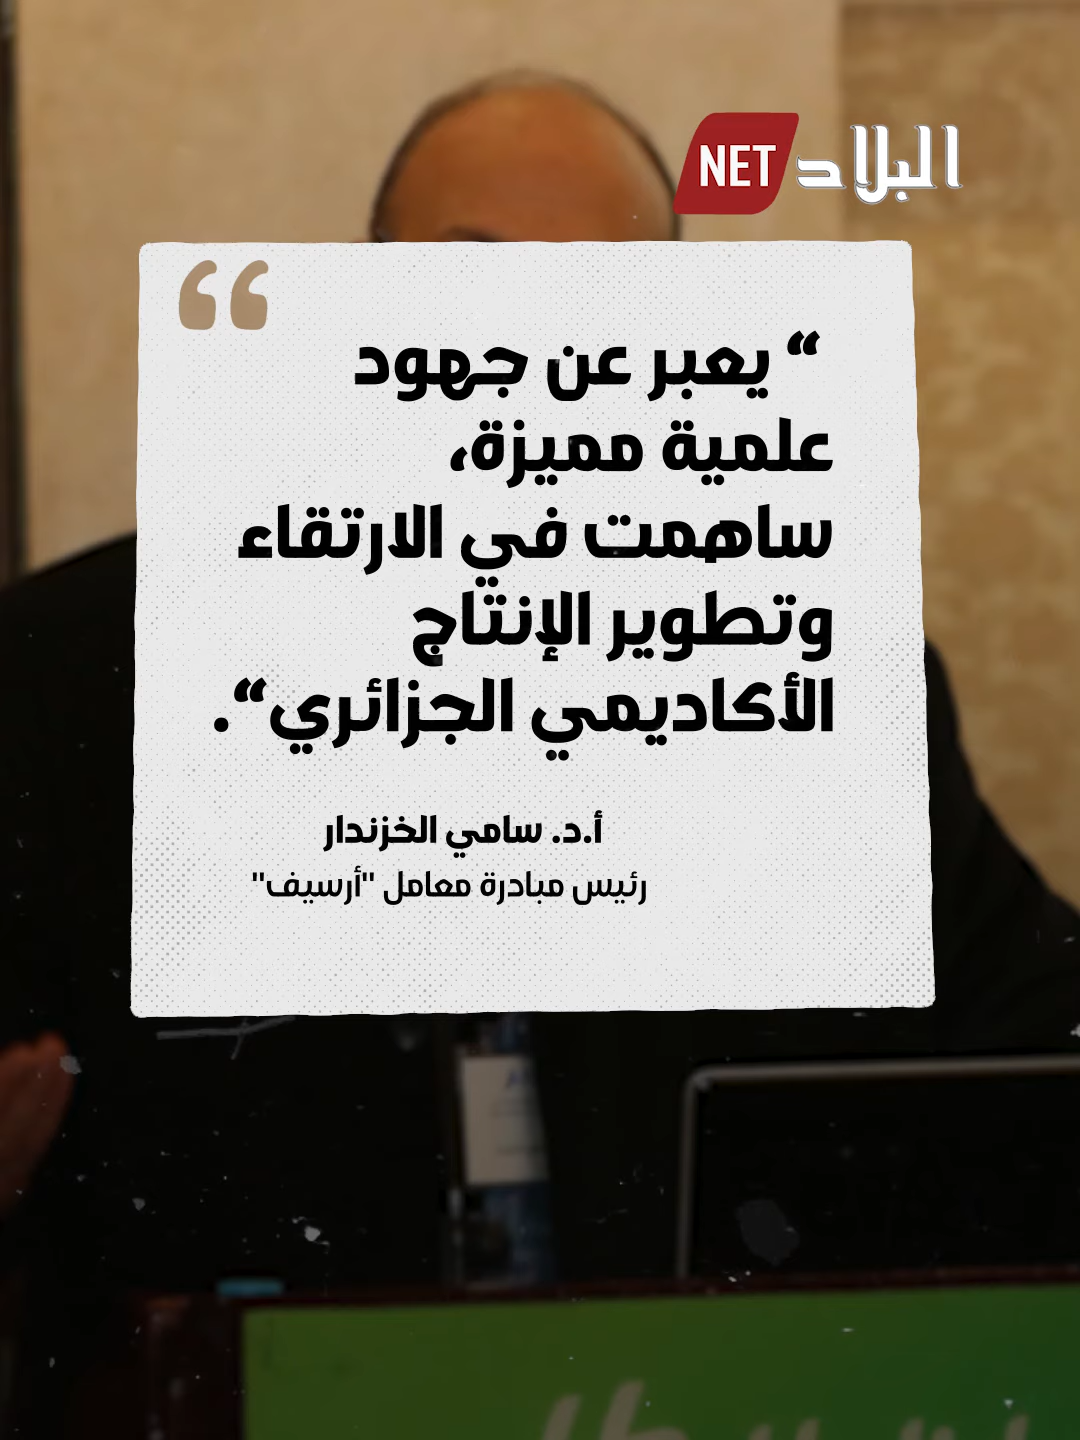 البلاد NET
“ يعبر عن جهود
علمية مميزة،
ساهمت في الارتقاء
وتطوير الإنتاج
الأكاديمي الجزائري“.
أ.د. سامي الخزندار
رئيس مبادرة معامل "أرسيف"